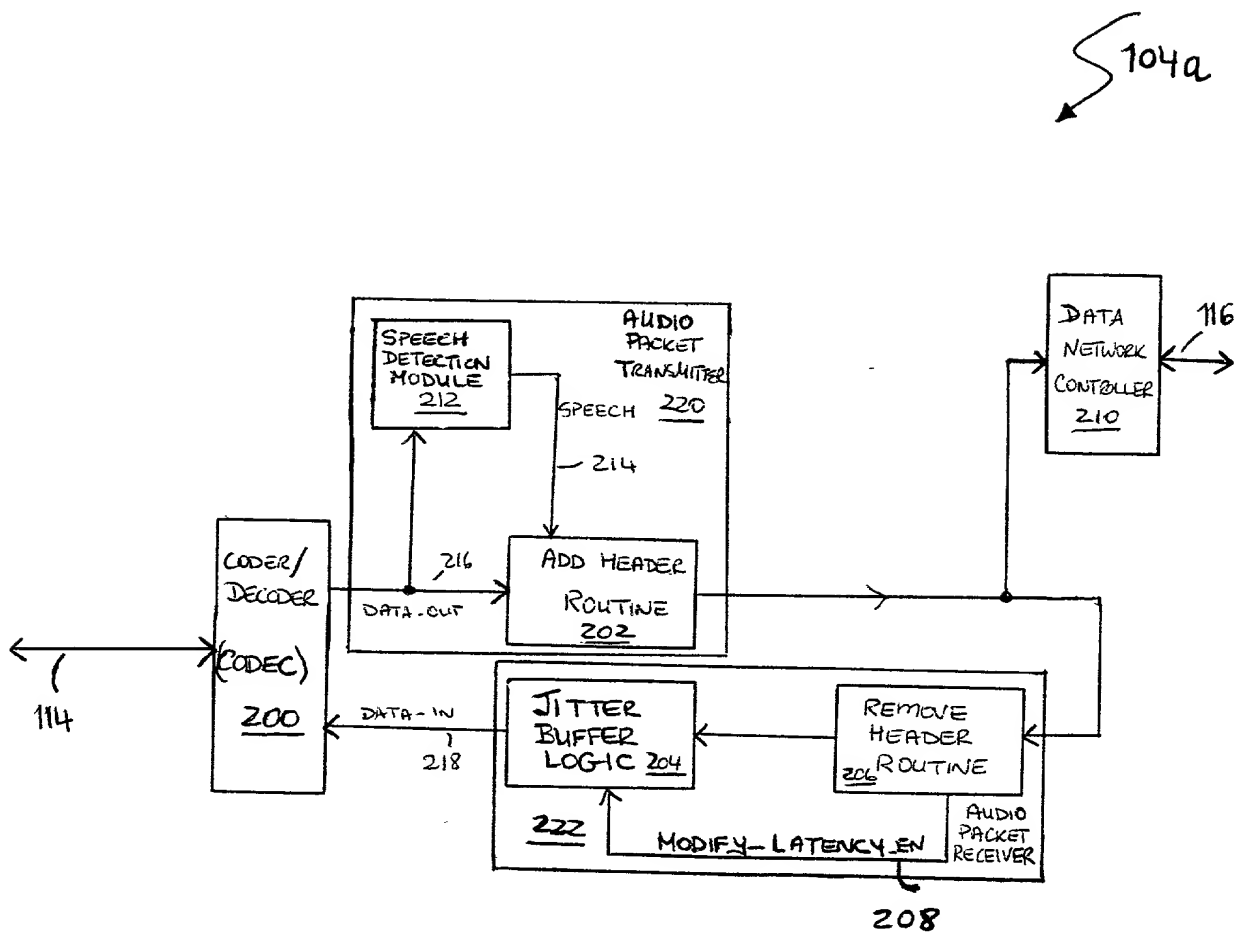 104a
AUDIO
PACKET
TRANSMITTER
220
SPEECH
DETECTION
MODULE
212
SPEECH
214
DATA
NETWORK
CONTROLLER
210
116
CODER/
DECODER
(CODEC)
200
216
DATA-OUT
ADD HEADER
ROUTINE
202
114
DATA-IN
218
JITTER
BUFFER
LOGIC 204
REMOVE
HEADER
206 ROUTINE
222
MODIFY-LATENCY_EN
AUDIO
PACKET
RECEIVER
208